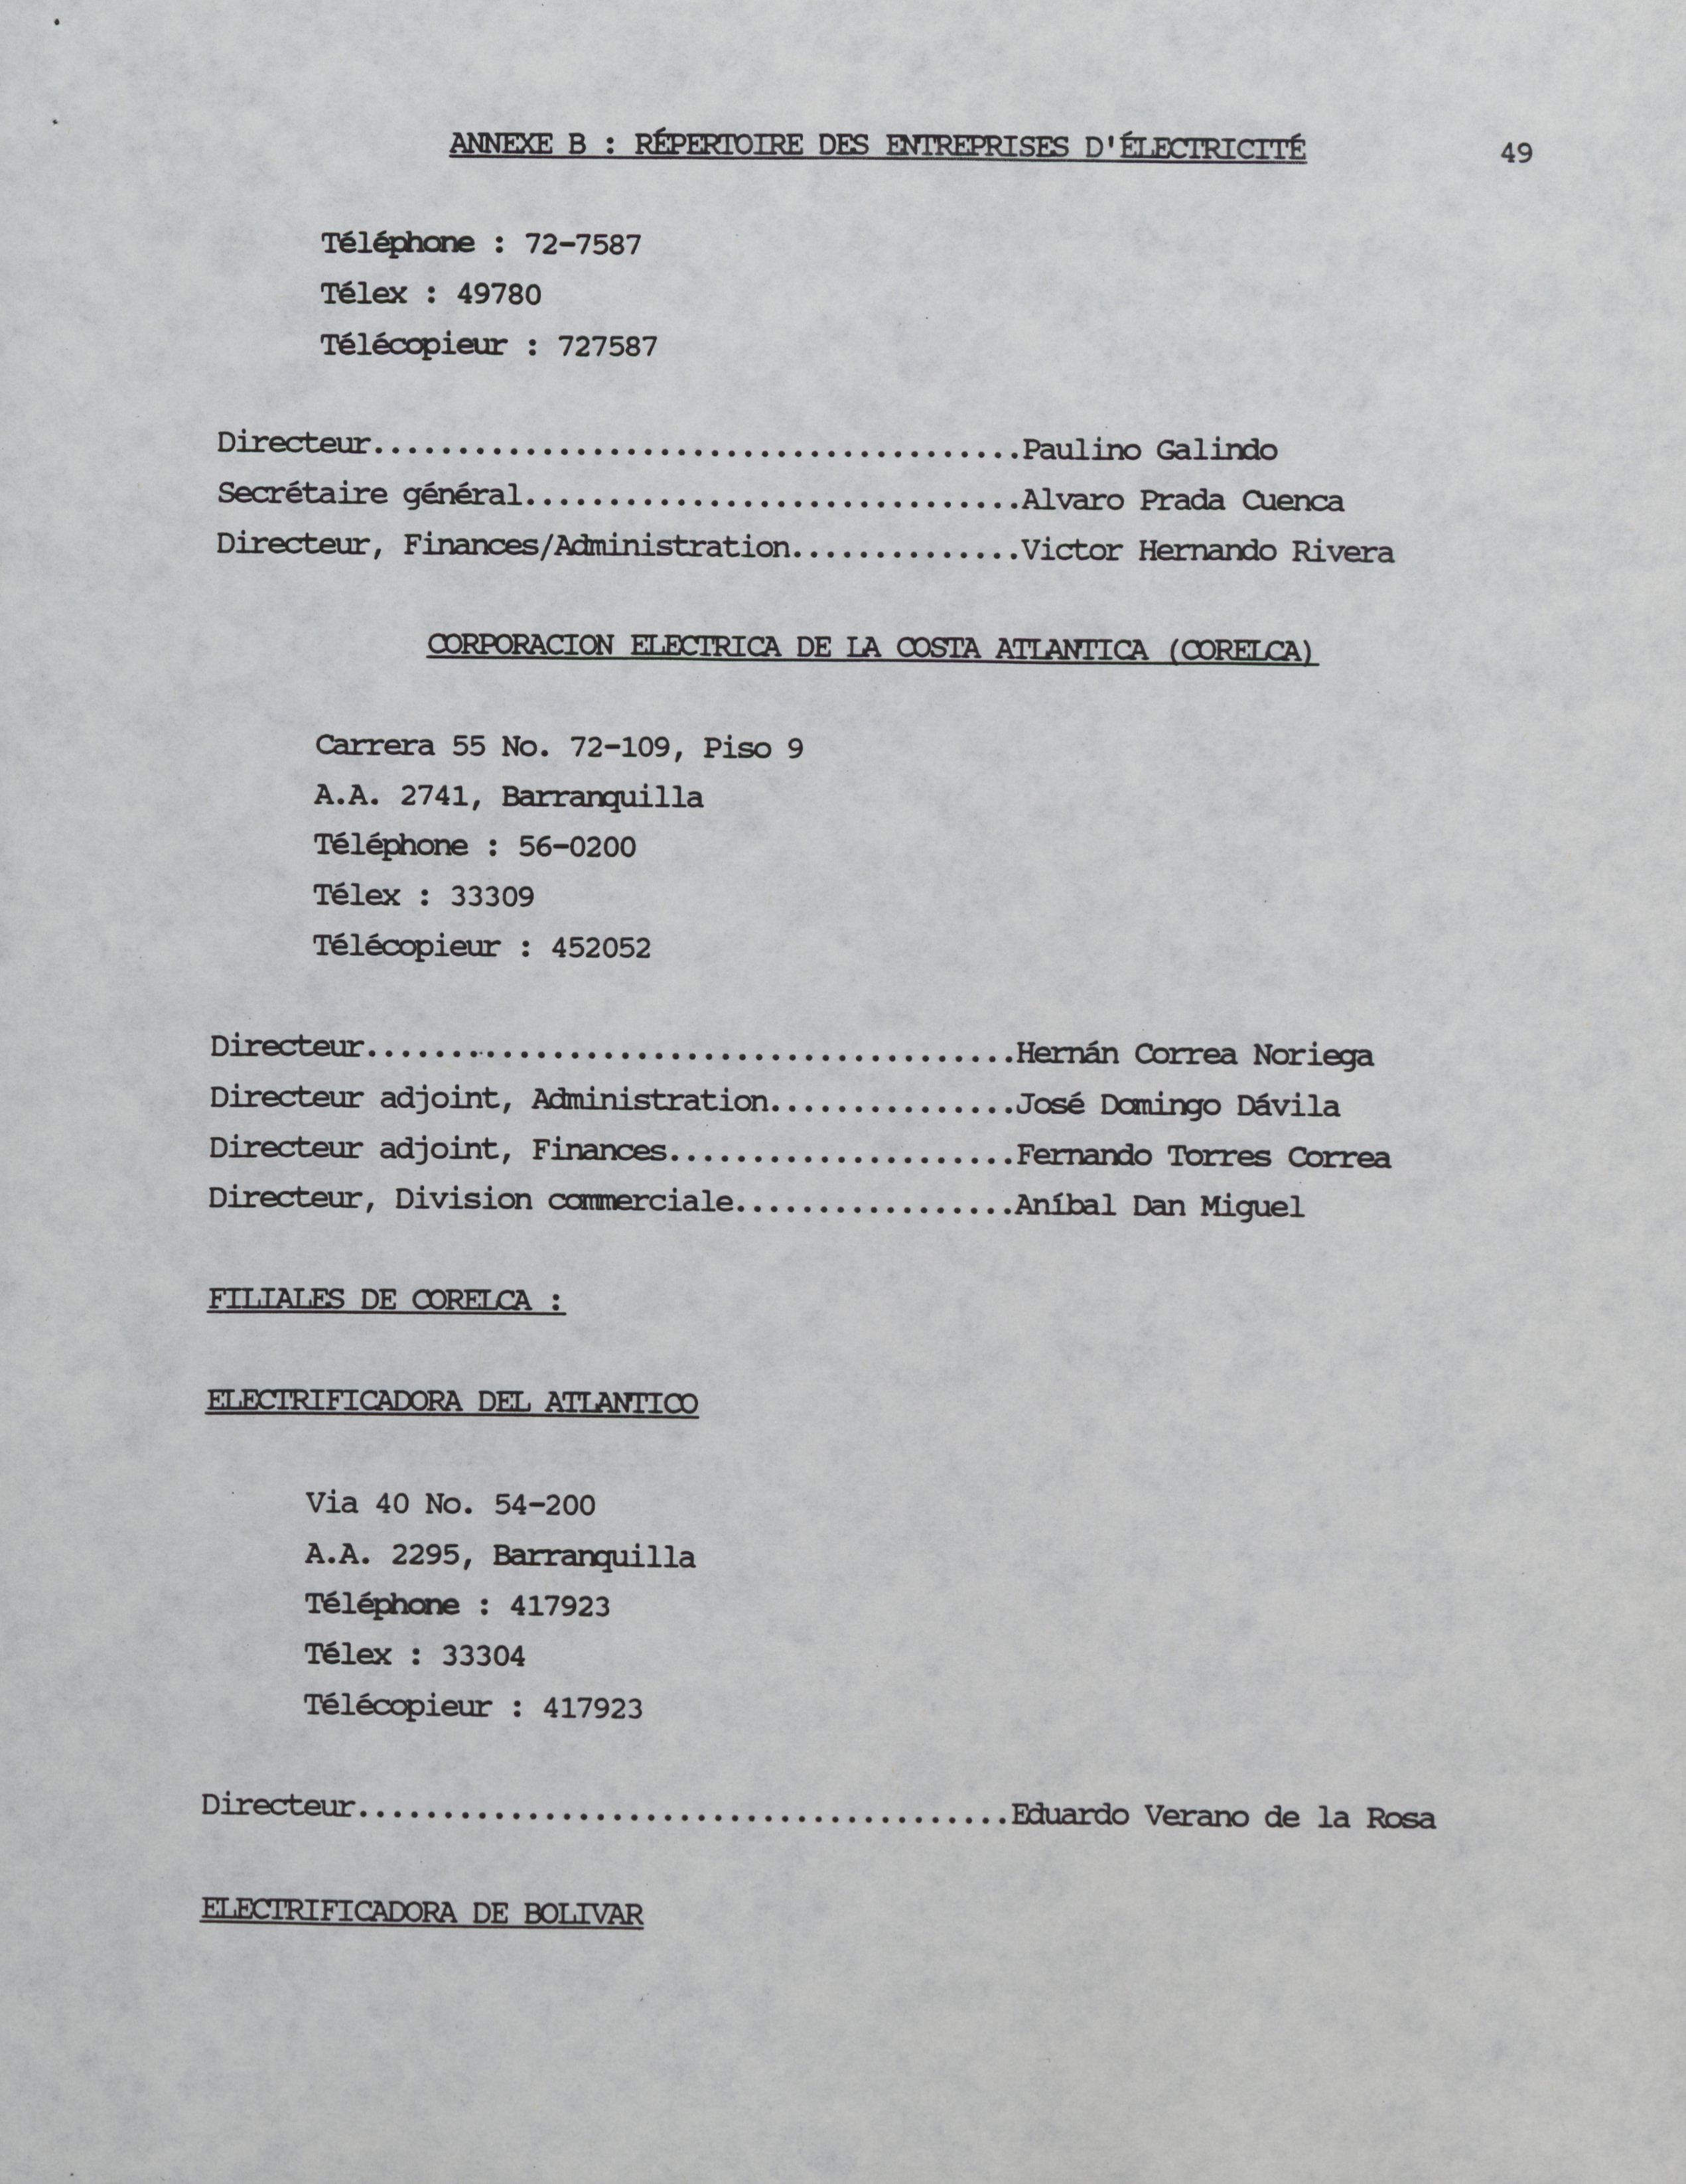 ANNEXE B : RÉPERTOIRE DES ENTREPRISES D'ÉLECTRICITÉ 49
Téléphone : 72-7587
Télex : 49780
Télécopieur : 727587
Directeur.......................................Paulino Galindo
Secrétaire général..............................Alvaro Prada Cuenca
Directeur, Finances/Administration..............Victor Hernando Rivera
CORPORACION ELECTRICA DE LA COSTA ATLANTICA (CORELCA)
Carrera 55 No. 72-109, Piso 9
A.A. 2741, Barranquilla
Téléphone : 56-0200
Télex : 33309
Télécopieur : 452052
Directeur.......................................Hernán Correa Noriega
Directeur adjoint, Administration...............José Domingo Dávila
Directeur adjoint, Finances.....................Fernando Torres Correa
Directeur, Division commerciale.................Aníbal Dan Miguel
FILIALES DE CORELCA :
ELECTRIFICADORA DEL ATLANTICO
Via 40 No. 54-200
A.A. 2295, Barranquilla
Téléphone : 417923
Télex : 33304
Télécopieur : 417923
Directeur.......................................Eduardo Verano de la Rosa
ELECTRIFICADORA DE BOLIVAR